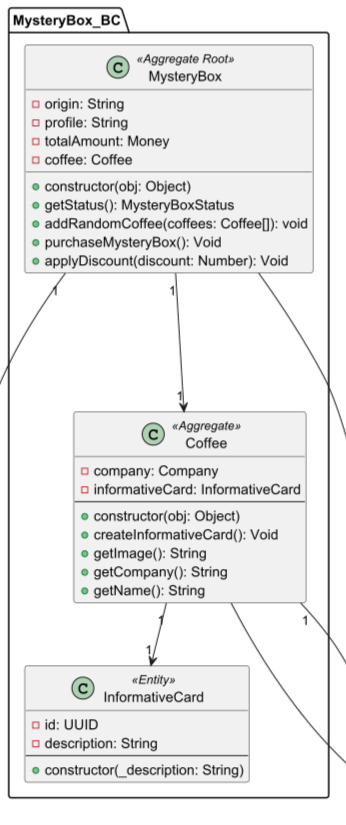 MysteryBox_BC
«Aggregate Root»
C MysteryBox
origin: String
profile: String
totalAmount: Money
coffee: Coffee
constructor(obj: Object)
getStatus(): MysteryBoxStatus
addRandomCoffee(coffees: Coffee[]): void
purchaseMysteryBox(): Void
applyDiscount(discount: Number): Void
1
1
1
«Aggregate»
C Coffee
company: Company
informativeCard: InformativeCard
constructor(obj: Object)
createInformativeCard(): Void
getImage(): String
getCompany(): String
getName(): String
1
1
1
«Entity»
C InformativeCard
id: UUID
description: String
constructor(_description: String)